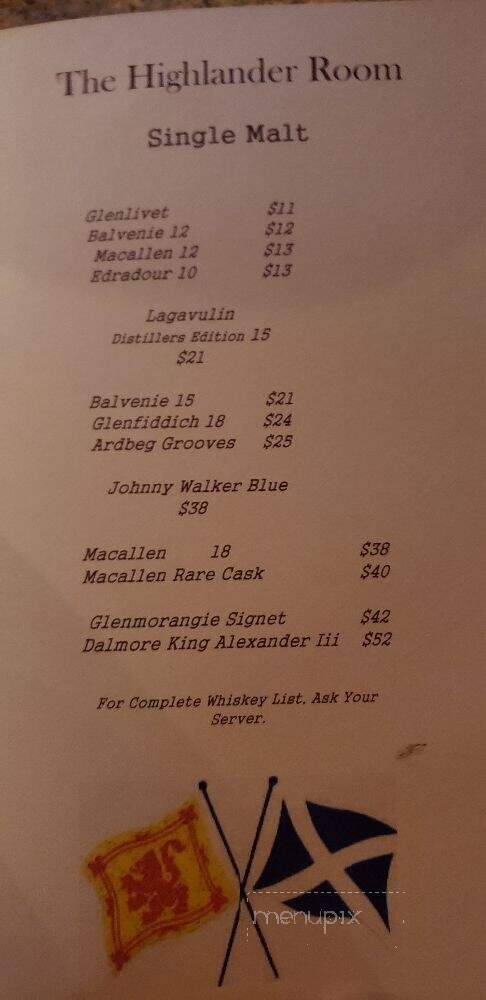 The Highlander Room
Single Malt
Glenlivet $11
Balvenie 12 $12
Macallen 12 $13
Edradour 10 $13
Lagavulin
Distillers Edition 15
$21
Balvenie 15 $21
Glenfiddich 18 $24
Ardbeg Grooves $25
Johnny Walker Blue
$38
Macallen 18 $38
Macallen Rare Cask $40
Glenmorangie Signet $42
Dalmore King Alexander Iii $52
For Complete Whiskey List, Ask Your
Server.
menupix